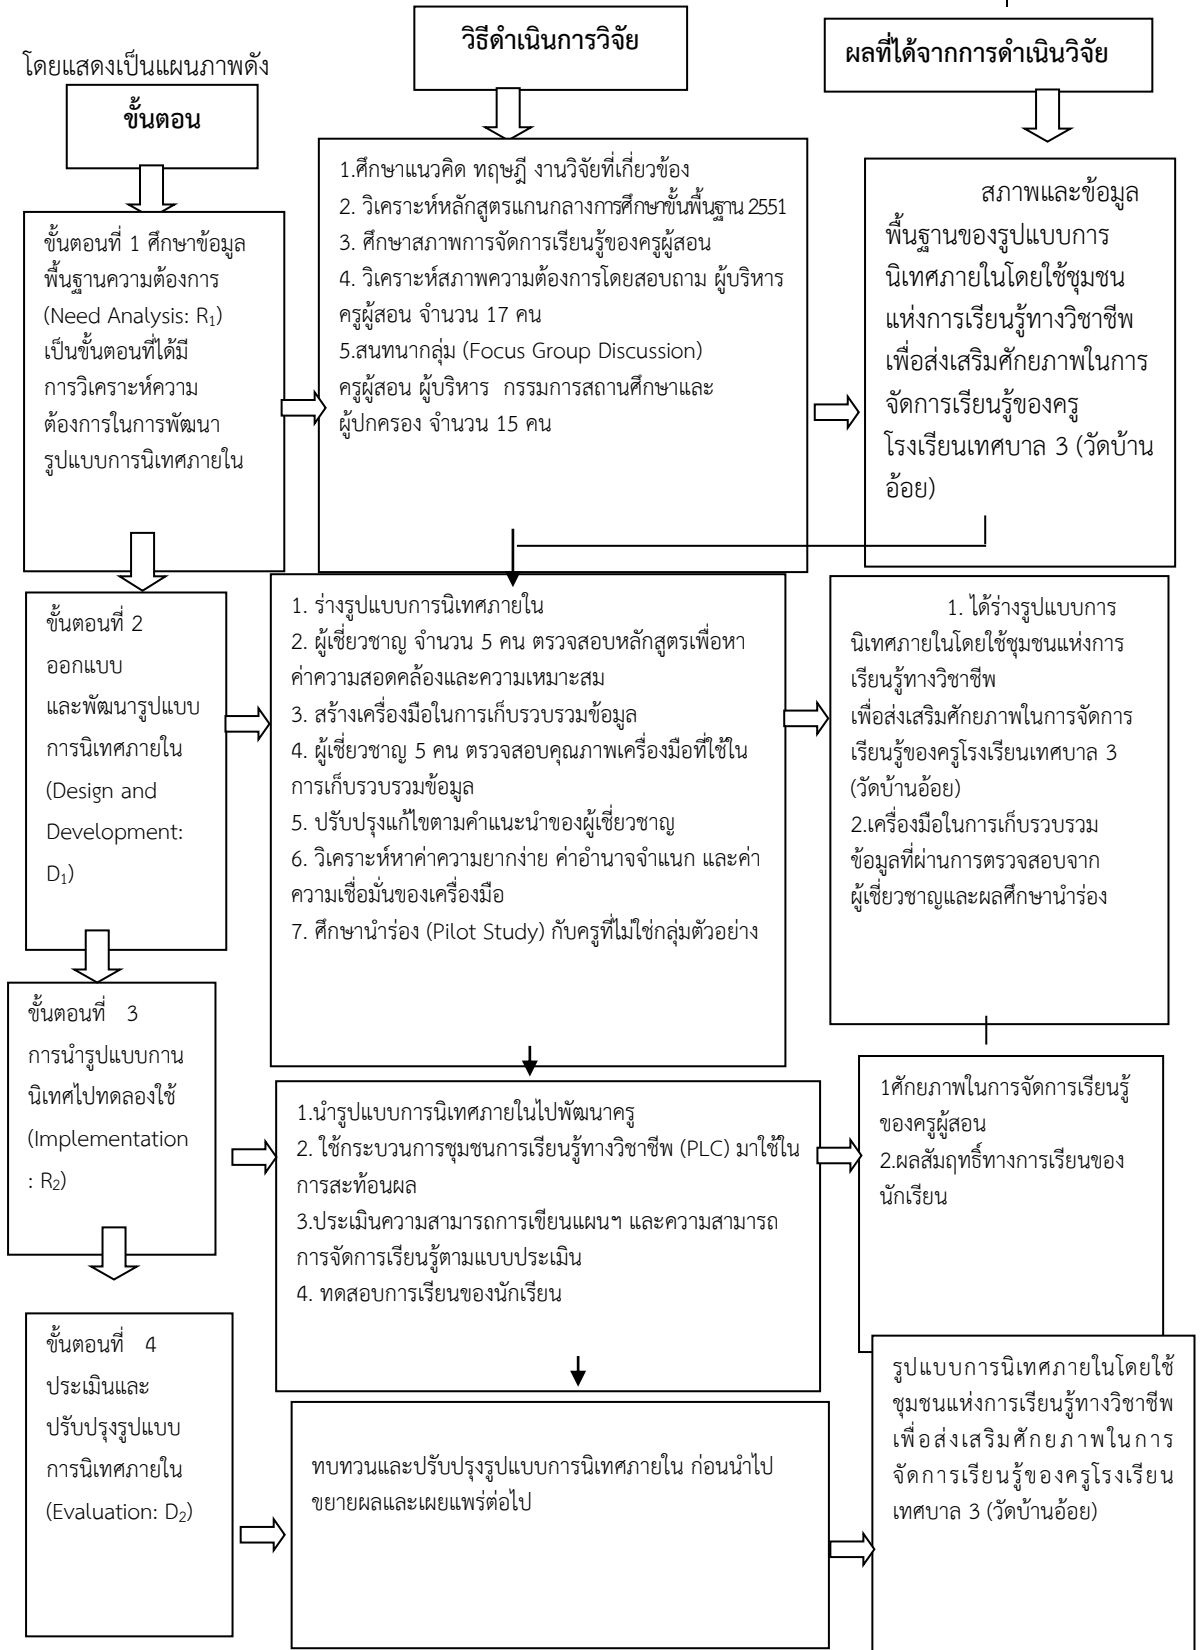 โดยแสดงเป็นแผนภาพดัง
ขั้นตอน
วิธีดำเนินการวิจัย
ผลที่ได้จากการดำเนินวิจัย
ขั้นตอนที่ 1 ศึกษาข้อมูล
พื้นฐานความต้องการ
(Need Analysis: R₁)
เป็นขั้นตอนที่ได้มี
การวิเคราะห์ความ
ต้องการในการพัฒนา
รูปแบบการนิเทศภายใน
1.ศึกษาแนวคิด ทฤษฎี งานวิจัยที่เกี่ยวข้อง
2. วิเคราะห์หลักสูตรแกนกลางการศึกษาขั้นพื้นฐาน 2551
3. ศึกษาสภาพการจัดการเรียนรู้ของครูผู้สอน
4. วิเคราะห์สภาพความต้องการโดยสอบถาม ผู้บริหาร
ครูผู้สอน จำนวน 17 คน
5.สนทนากลุ่ม (Focus Group Discussion)
ครูผู้สอน ผู้บริหาร กรรมการสถานศึกษาและ
ผู้ปกครอง จำนวน 15 คน
สภาพและข้อมูล
พื้นฐานของรูปแบบการ
นิเทศภายในโดยใช้ชุมชน
แห่งการเรียนรู้ทางวิชาชีพ
เพื่อส่งเสริมศักยภาพในการ
จัดการเรียนรู้ของครู
โรงเรียนเทศบาล 3 (วัดบ้าน
อ้อย)
ขั้นตอนที่ 2
ออกแบบ
และพัฒนารูปแบบ
การนิเทศภายใน
(Design and
Development:
D₁)
1. ร่างรูปแบบการนิเทศภายใน
2. ผู้เชี่ยวชาญ จำนวน 5 คน ตรวจสอบหลักสูตรเพื่อหา
ค่าความสอดคล้องและความเหมาะสม
3. สร้างเครื่องมือในการเก็บรวบรวมข้อมูล
4. ผู้เชี่ยวชาญ 5 คน ตรวจสอบคุณภาพเครื่องมือที่ใช้ใน
การเก็บรวบรวมข้อมูล
5. ปรับปรุงแก้ไขตามคำแนะนำของผู้เชี่ยวชาญ
6. วิเคราะห์หาค่าความยากง่าย ค่าอำนาจจำแนก และค่า
ความเชื่อมั่นของเครื่องมือ
7. ศึกษานำร่อง (Pilot Study) กับครูที่ไม่ใช่กลุ่มตัวอย่าง
1. ได้ร่างรูปแบบการ
นิเทศภายในโดยใช้ชุมชนแห่งการ
เรียนรู้ทางวิชาชีพ
เพื่อส่งเสริมศักยภาพในการจัดการ
เรียนรู้ของครูโรงเรียนเทศบาล 3
(วัดบ้านอ้อย)
2.เครื่องมือในการเก็บรวบรวม
ข้อมูลที่ผ่านการตรวจสอบจาก
ผู้เชี่ยวชาญและผลศึกษานำร่อง
ขั้นตอนที่ 3
การนำรูปแบบกาน
นิเทศไปทดลองใช้
(Implementation
: R₂)
1.นำรูปแบบการนิเทศภายในไปพัฒนาครู
2. ใช้กระบวนการชุมชนการเรียนรู้ทางวิชาชีพ (PLC) มาใช้ใน
การสะท้อนผล
3.ประเมินความสามารถการเขียนแผนฯ และความสามารถ
การจัดการเรียนรู้ตามแบบประเมิน
4. ทดสอบการเรียนของนักเรียน
1ศักยภาพในการจัดการเรียนรู้
ของครูผู้สอน
2.ผลสัมฤทธิ์ทางการเรียนของ
นักเรียน
ขั้นตอนที่ 4
ประเมินและ
ปรับปรุงรูปแบบ
การนิเทศภายใน
(Evaluation: D₂)
ทบทวนและปรับปรุงรูปแบบการนิเทศภายใน ก่อนนำไป
ขยายผลและเผยแพร่ต่อไป
รูปแบบการนิเทศภายในโดยใช้
ชุมชนแห่งการเรียนรู้ทางวิชาชีพ
เพื่อส่งเสริมศักยภาพในการ
จัดการเรียนรู้ของครูโรงเรียน
เทศบาล 3 (วัดบ้านอ้อย)